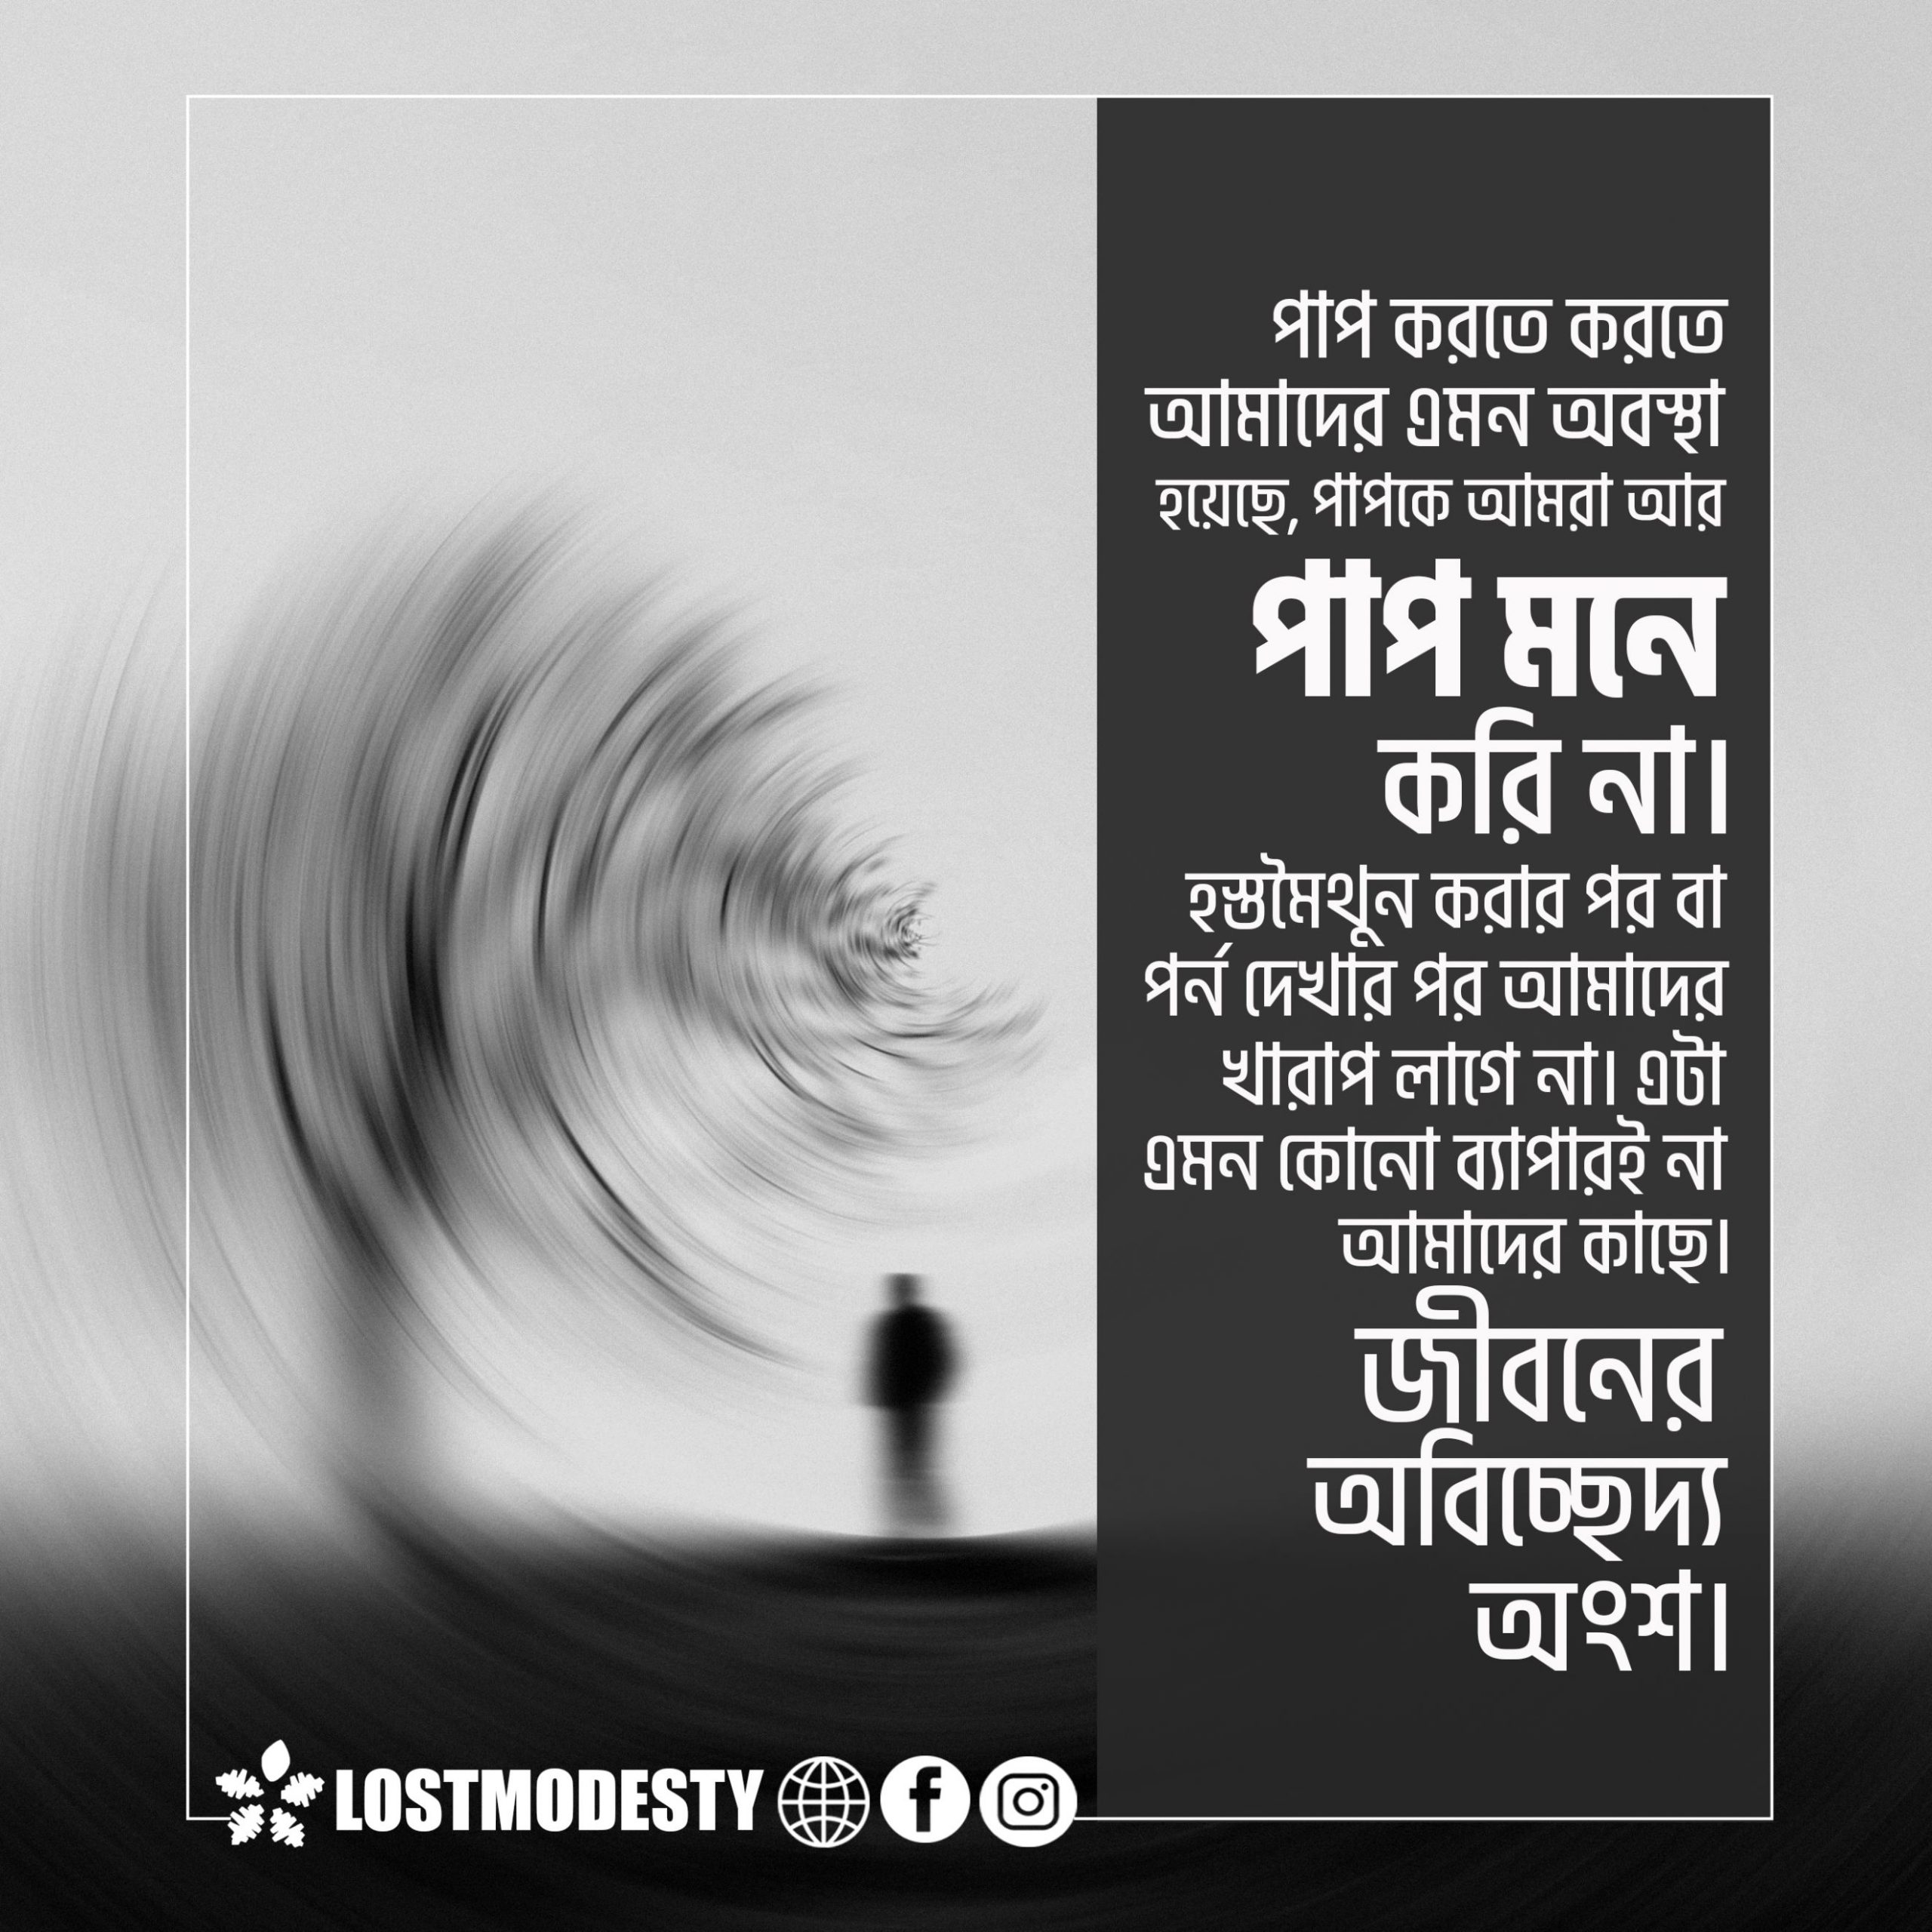 পাপ করতে করতে
আমাদের এমন অবস্থা
হয়েছে, পাপকে আমরা আর
পাপ মনে
করি না।
হস্তমৈথুন করার পর বা
পর্ন দেখার পর আমাদের
খারাপ লাগে না। এটা
এমন কোনো ব্যাপারই না
আমাদের কাছে।
জীবনের
অবিচ্ছেদ্য
অংশ।
LOSTMODESTY